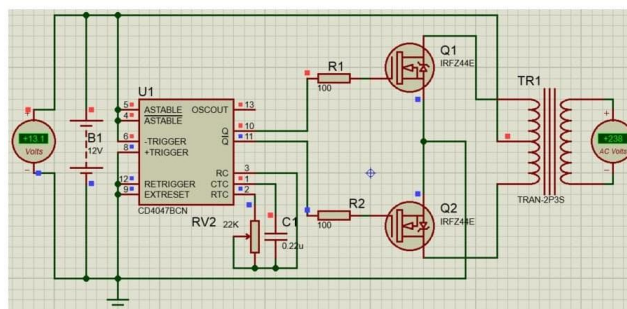 Q1
IRFZ44E
R1
100
TR1
U1
5 ASTABLE OSCOUT 13
4 ASTABLE
Q 10
6 -TRIGGER Q 11
8 +TRIGGER
RC 3
12 RETRIGGER CTC 1
9 EXTRESET RTC 2
CD4047BCN
+13.1
Volts
B1
12V
+238
AC Volts
TRAN-2P3S
RV2 22K
C1
0.22u
R2
100
Q2
IRFZ44E